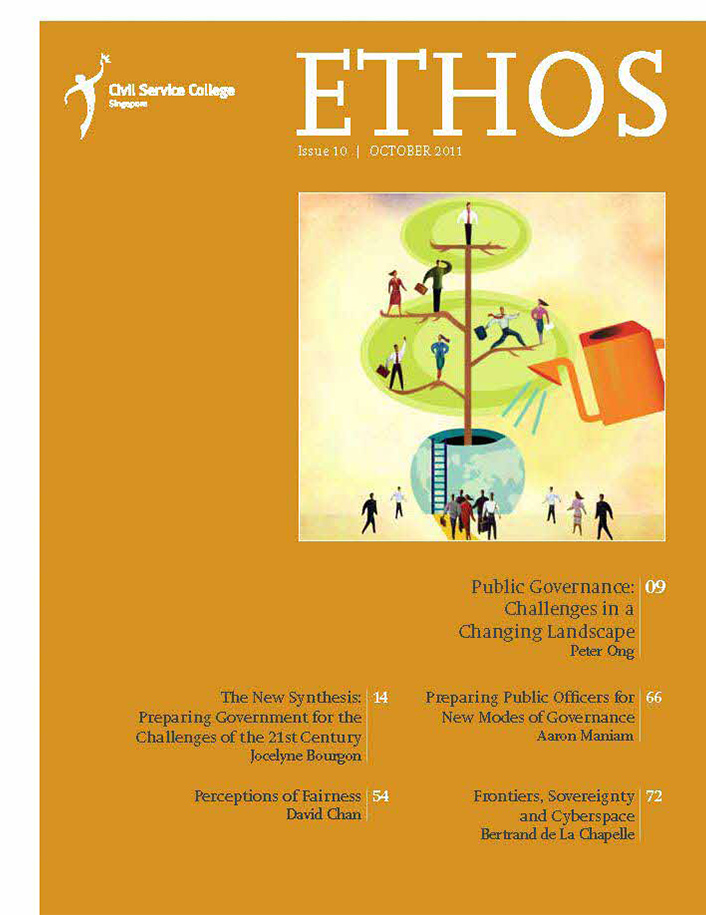 Civil Service College
Singapore
ETHOS
Issue 10 | OCTOBER 2011
Public Governance: 09
Challenges in a
Changing Landscape
Peter Ong
The New Synthesis: 14
Preparing Government for the
Challenges of the 21st Century
Jocelyne Bourgon
Preparing Public Officers for 66
New Modes of Governance
Aaron Maniam
Perceptions of Fairness 54
David Chan
Frontiers, Sovereignty 72
and Cyberspace
Bertrand de La Chapelle